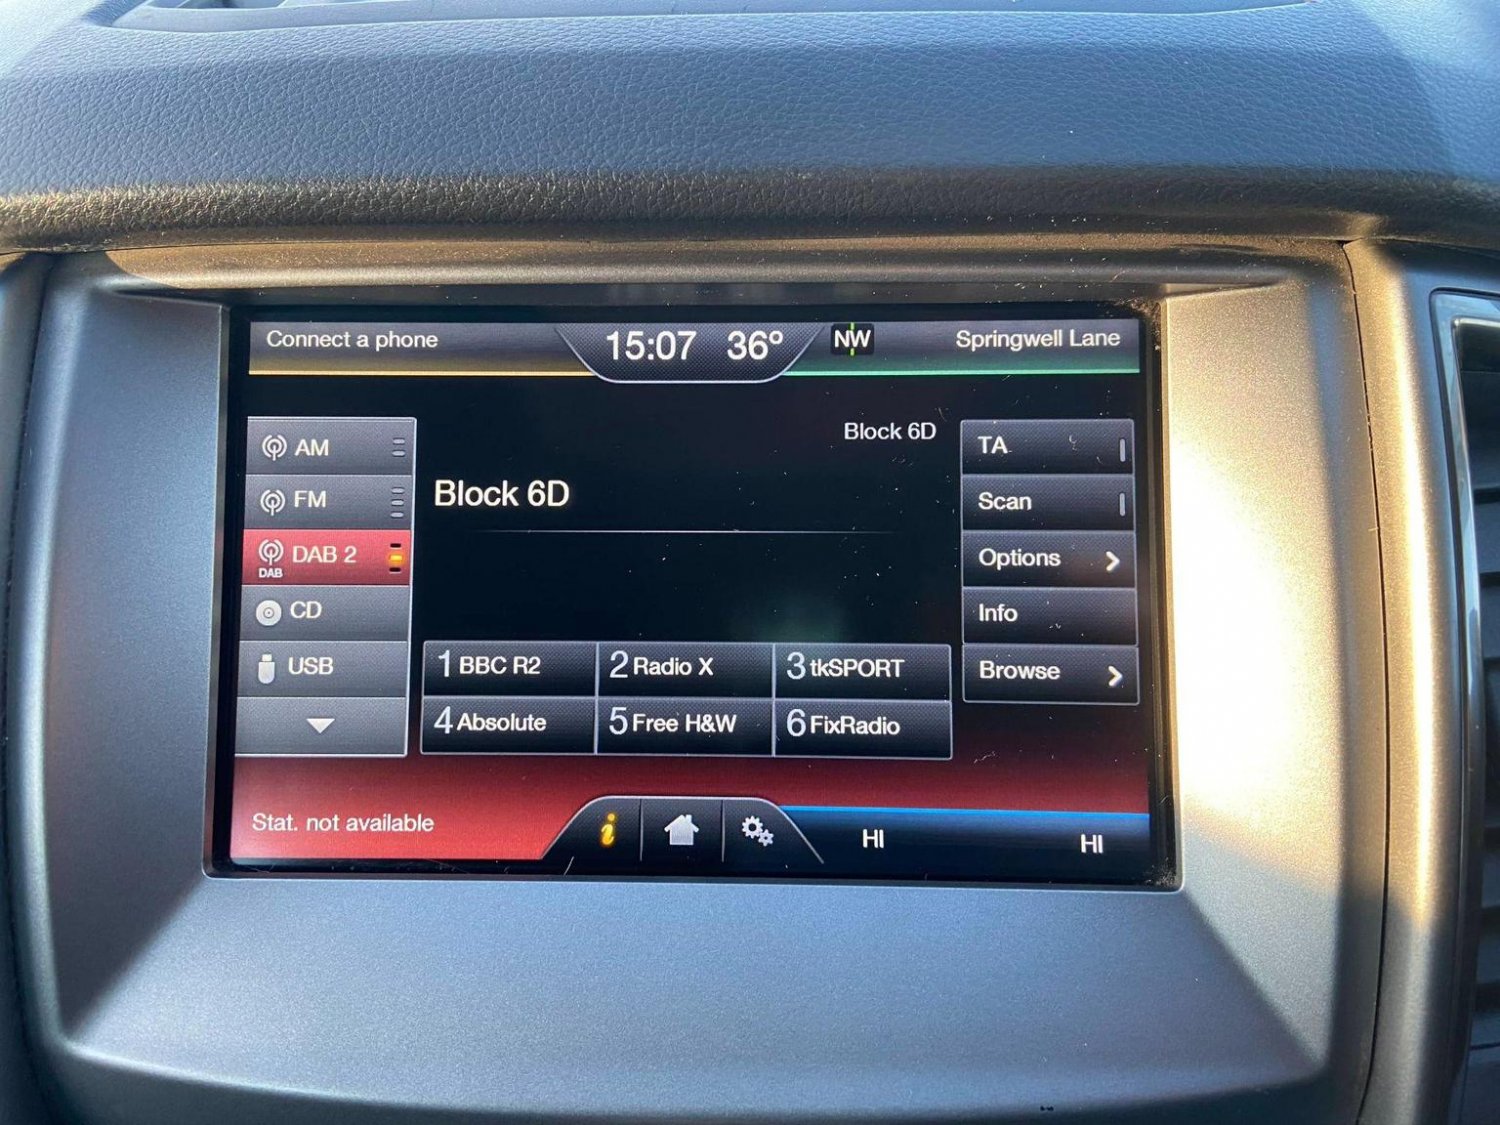 Connect a phone
15:07 36°
NW
Springwell Lane
AM
FM
DAB DAB 2
CD
USB
Block 6D
Block 6D
1 BBC R2
2 Radio X
3 tkSPORT
4 Absolute
5 Free H&W
6 FixRadio
TA
Scan
Options
Info
Browse
Stat. not available
i
HI
HI